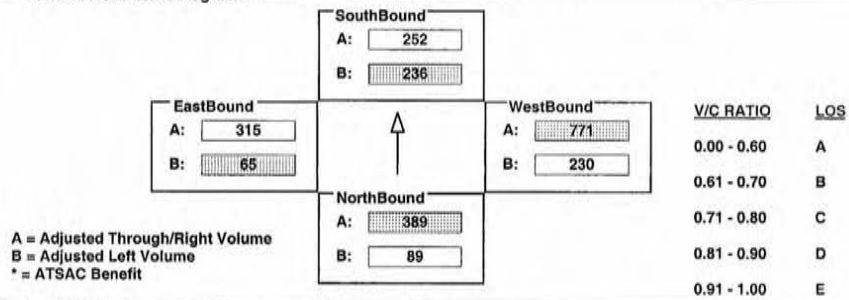 SouthBound
A: 252
B: 236
EastBound
A: 315
B: 65
WestBound
A: 771
B: 230
NorthBound
A: 389
B: 89
A = Adjusted Through/Right Volume
B = Adjusted Left Volume
* = ATSAC Benefit
V/C RATIO LOS
0.00 - 0.60 A
0.61 - 0.70 B
0.71 - 0.80 C
0.81 - 0.90 D
0.91 - 1.00 E